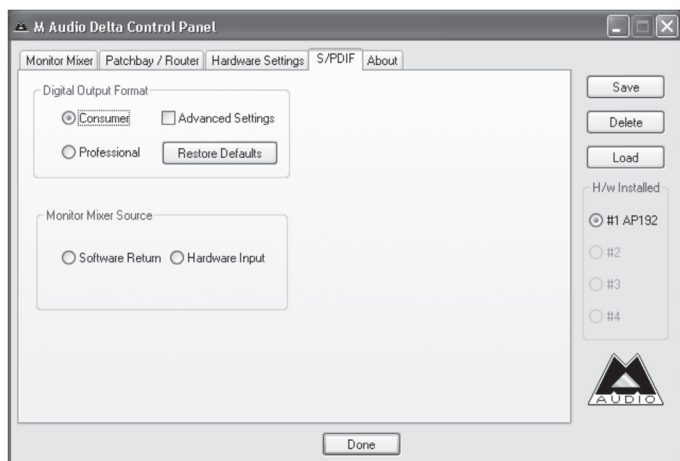 M Audio Delta Control Panel
Monitor Mixer Patchbay / Router Hardware Settings S/PDIF About
Digital Output Format
Consumer Advanced Settings
Professional Restore Defaults
Monitor Mixer Source
Software Return Hardware Input
Save
Delete
Load
H/w Installed
#1 AP192
#2
#3
#4
M AUDIO
Done